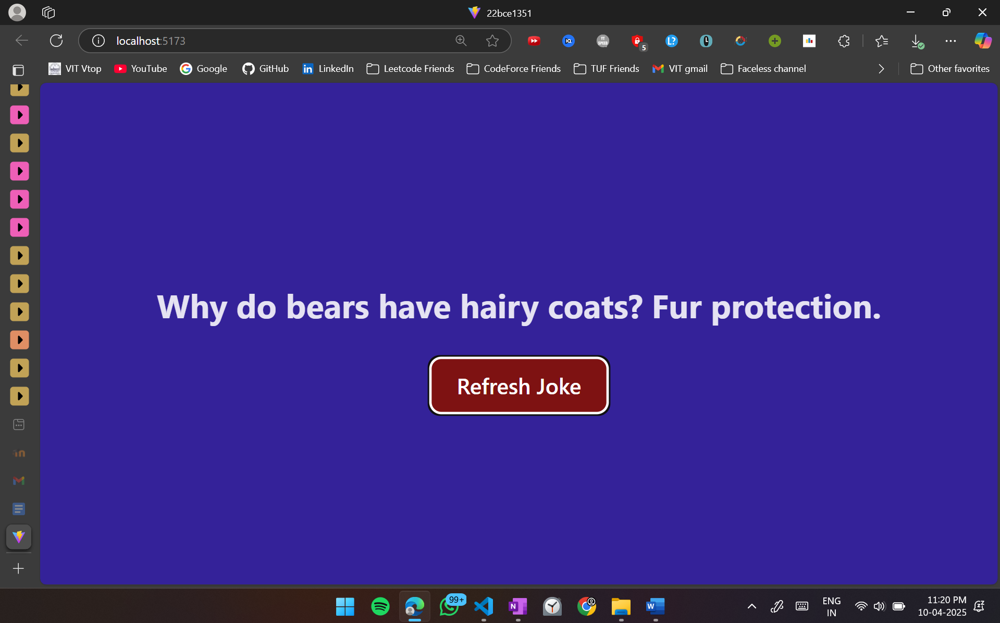 22bce1351
localhost:5173
YT SPEED
5
L?
VIT Vtop
YouTube
Google
GitHub
LinkedIn
Leetcode Friends
CodeForce Friends
TUF Friends
VIT gmail
Faceless channel
Other favorites
Why do bears have hairy coats? Fur protection.
Refresh Joke
99+
N
W
ENG
IN
11:20 PM
10-04-2025